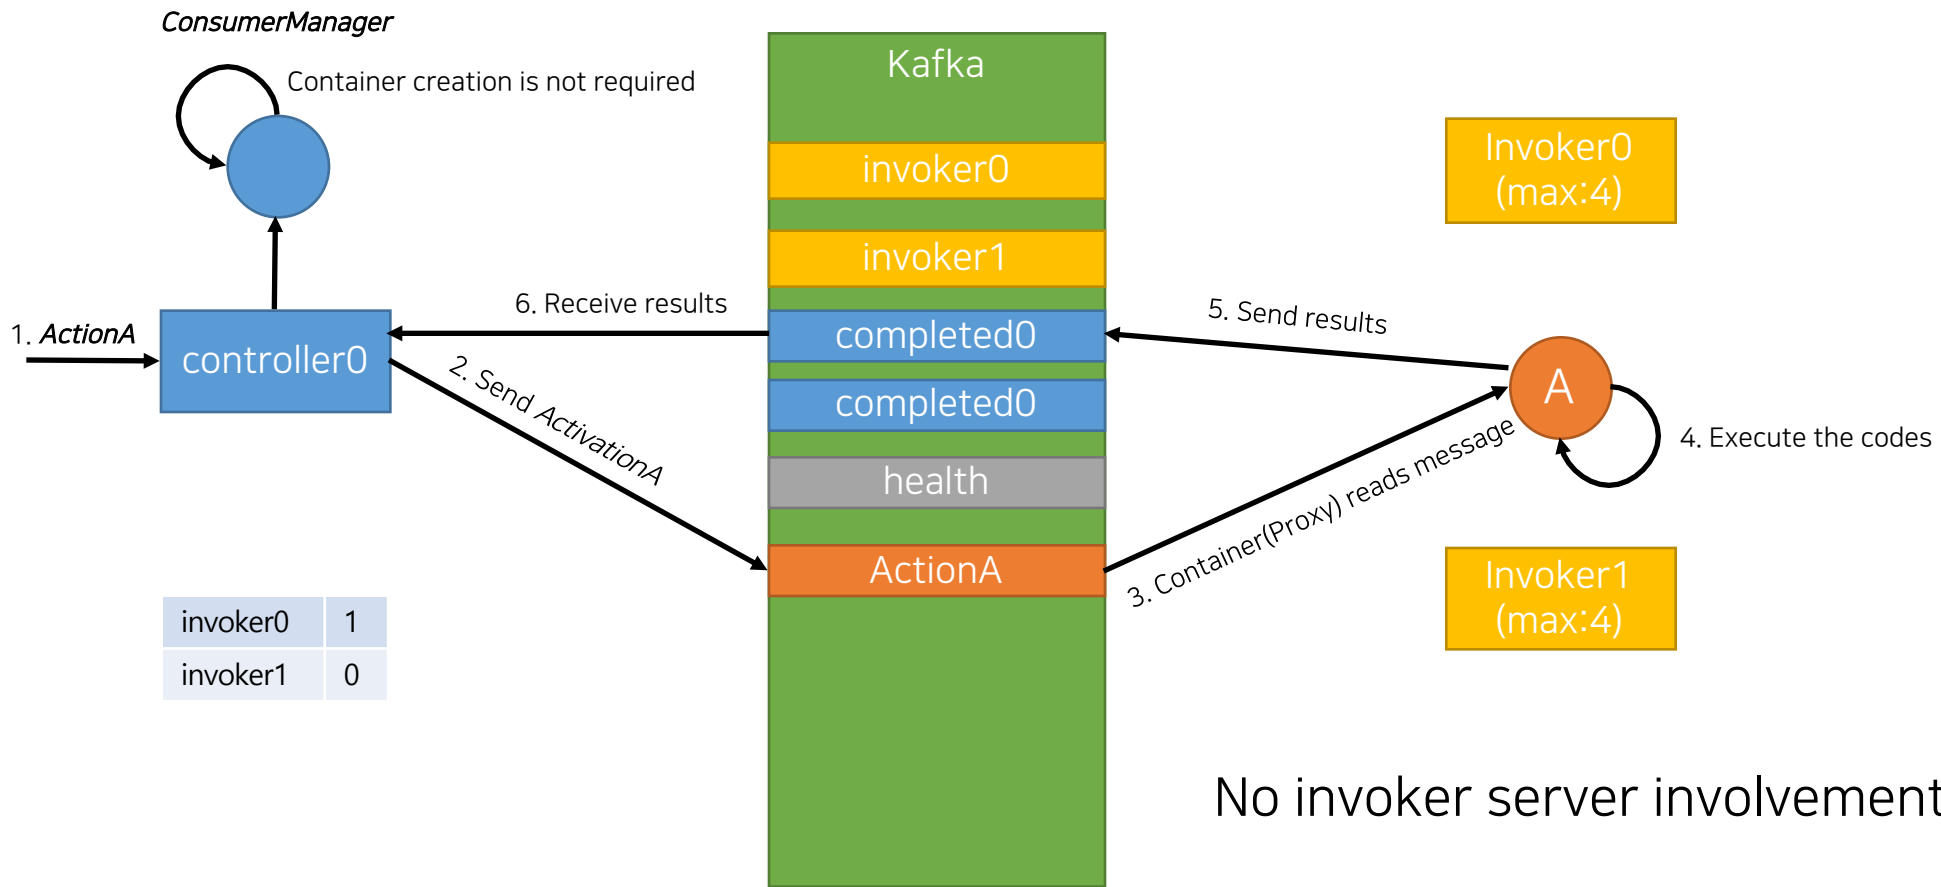 ConsumerManager
Container creation is not required
Kafka
invoker0
invoker1
completed0
completed0
health
ActionA
Invoker0
(max:4)
1. ActionA
controller0
6. Receive results
2. Send ActivationA
5. Send results
A
4. Execute the codes
3. Container(Proxy) reads message
Invoker1
(max:4)
invoker0 1
invoker1 0
No invoker server involvement